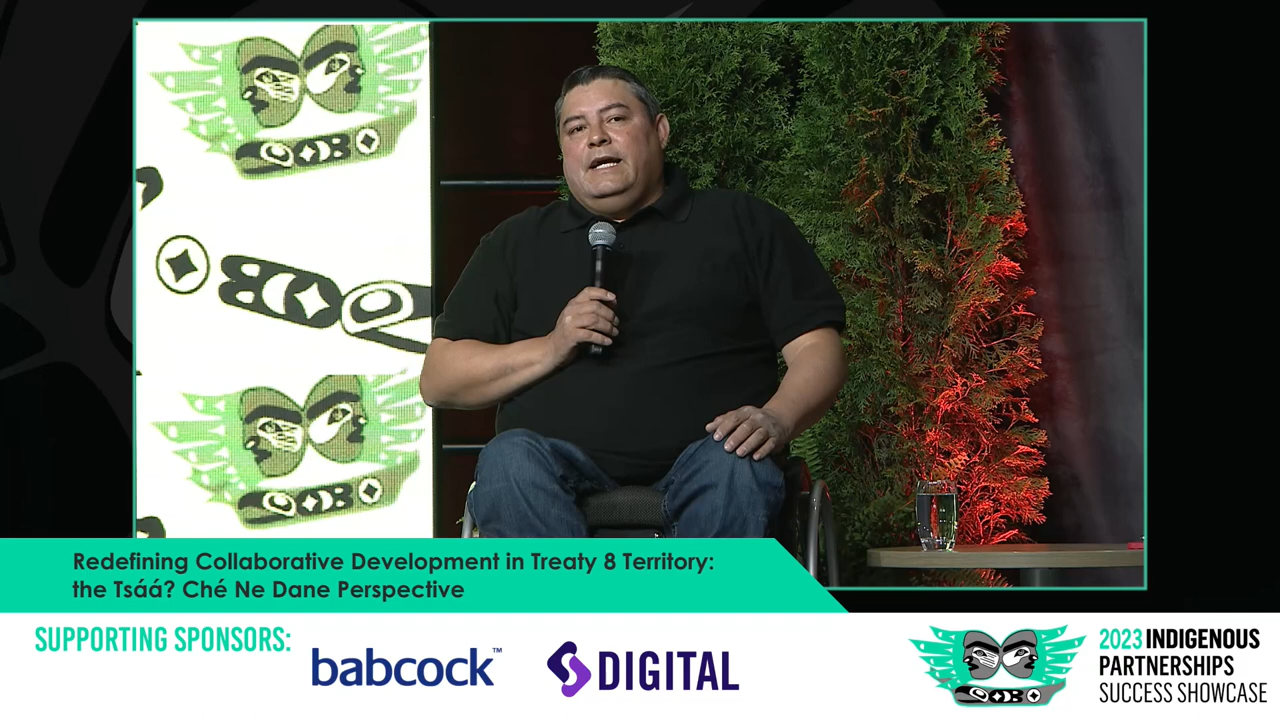 Redefining Collaborative Development in Treaty 8 Territory:
the Tsáá? Ché Ne Dane Perspective
SUPPORTING SPONSORS:
babcock™
DIGITAL
2023 INDIGENOUS
PARTNERSHIPS
SUCCESS SHOWCASE